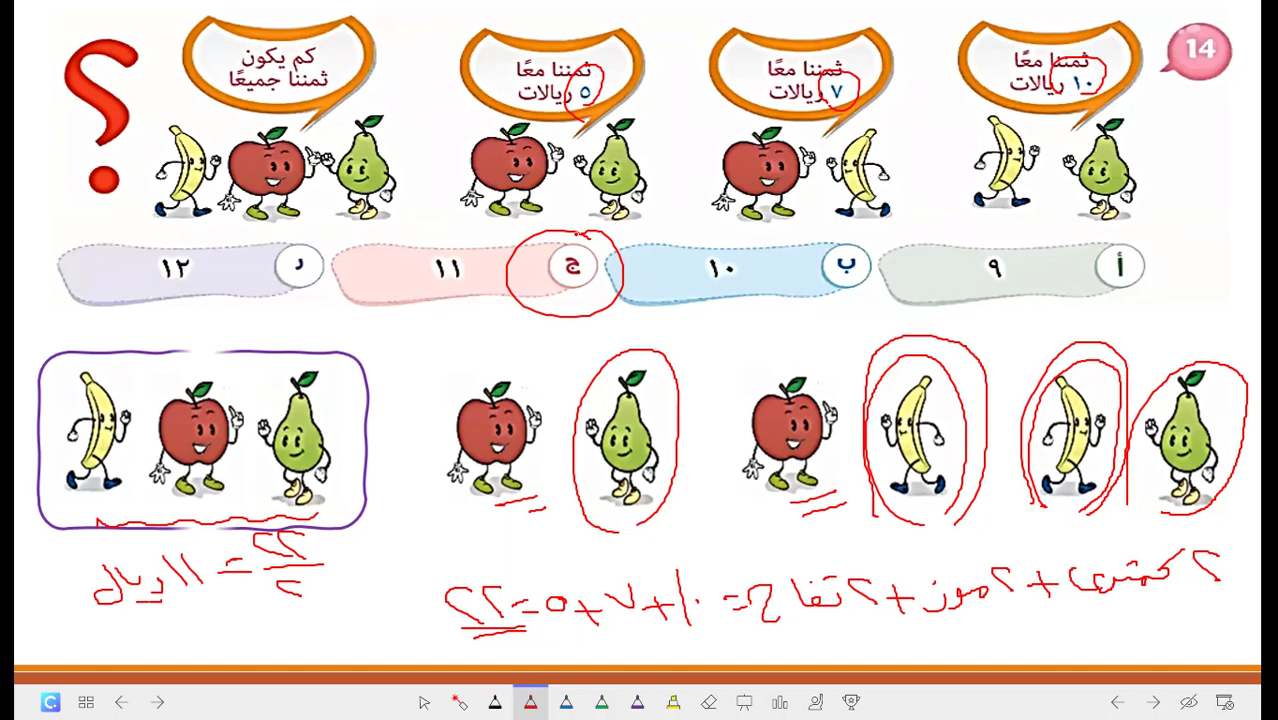 14
ثمننا معًا
١٠ ريالات
ثمننا معًا
٧ ريالات
ثمننا معًا
٥ ريالات
كم يكون
ثمننا جميعًا
؟
أ ٩
ب ١٠
ج ١١
د ١٢
٢ كمثرى + ٢ موز + ٢ تفاح = ١٠ + ٧ + ٥ = ٢٢
٢٢
٢
= ١١ ريال